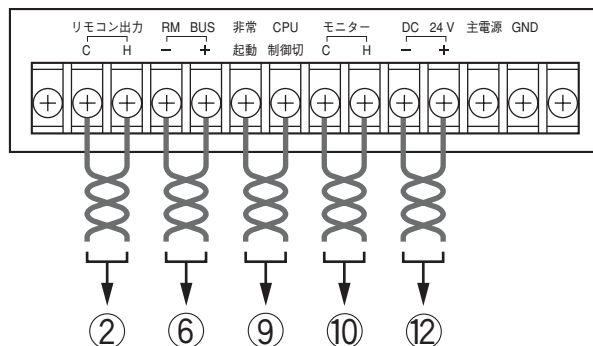 リモコン出力 RM BUS 非常 CPU モニター DC 24 V 主電源 GND
C H − + 起動 制御切 C H − +
② ⑥ ⑨ ⑩ ⑫